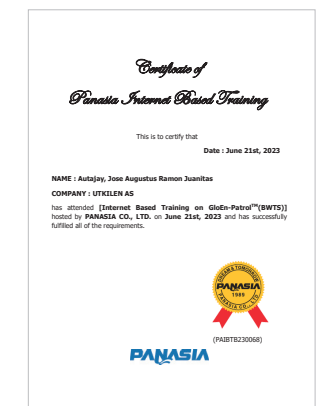 Certificate of
Panasia Internet Based Training
This is to certify that
Date : June 21st, 2023
NAME : Autajay, Jose Augustus Ramon Juanitas
COMPANY : UTKILEN AS
has attended [Internet Based Training on GloEn-Patrol™(BWTS)]
hosted by PANASIA CO., LTD. on June 21st, 2023 and has successfully
fulfilled all of the requirements.
OCEAN & TOMORROW
PANASIA
1989
PANASIA CO., LTD
(PAIBTB230068)
PANASIA